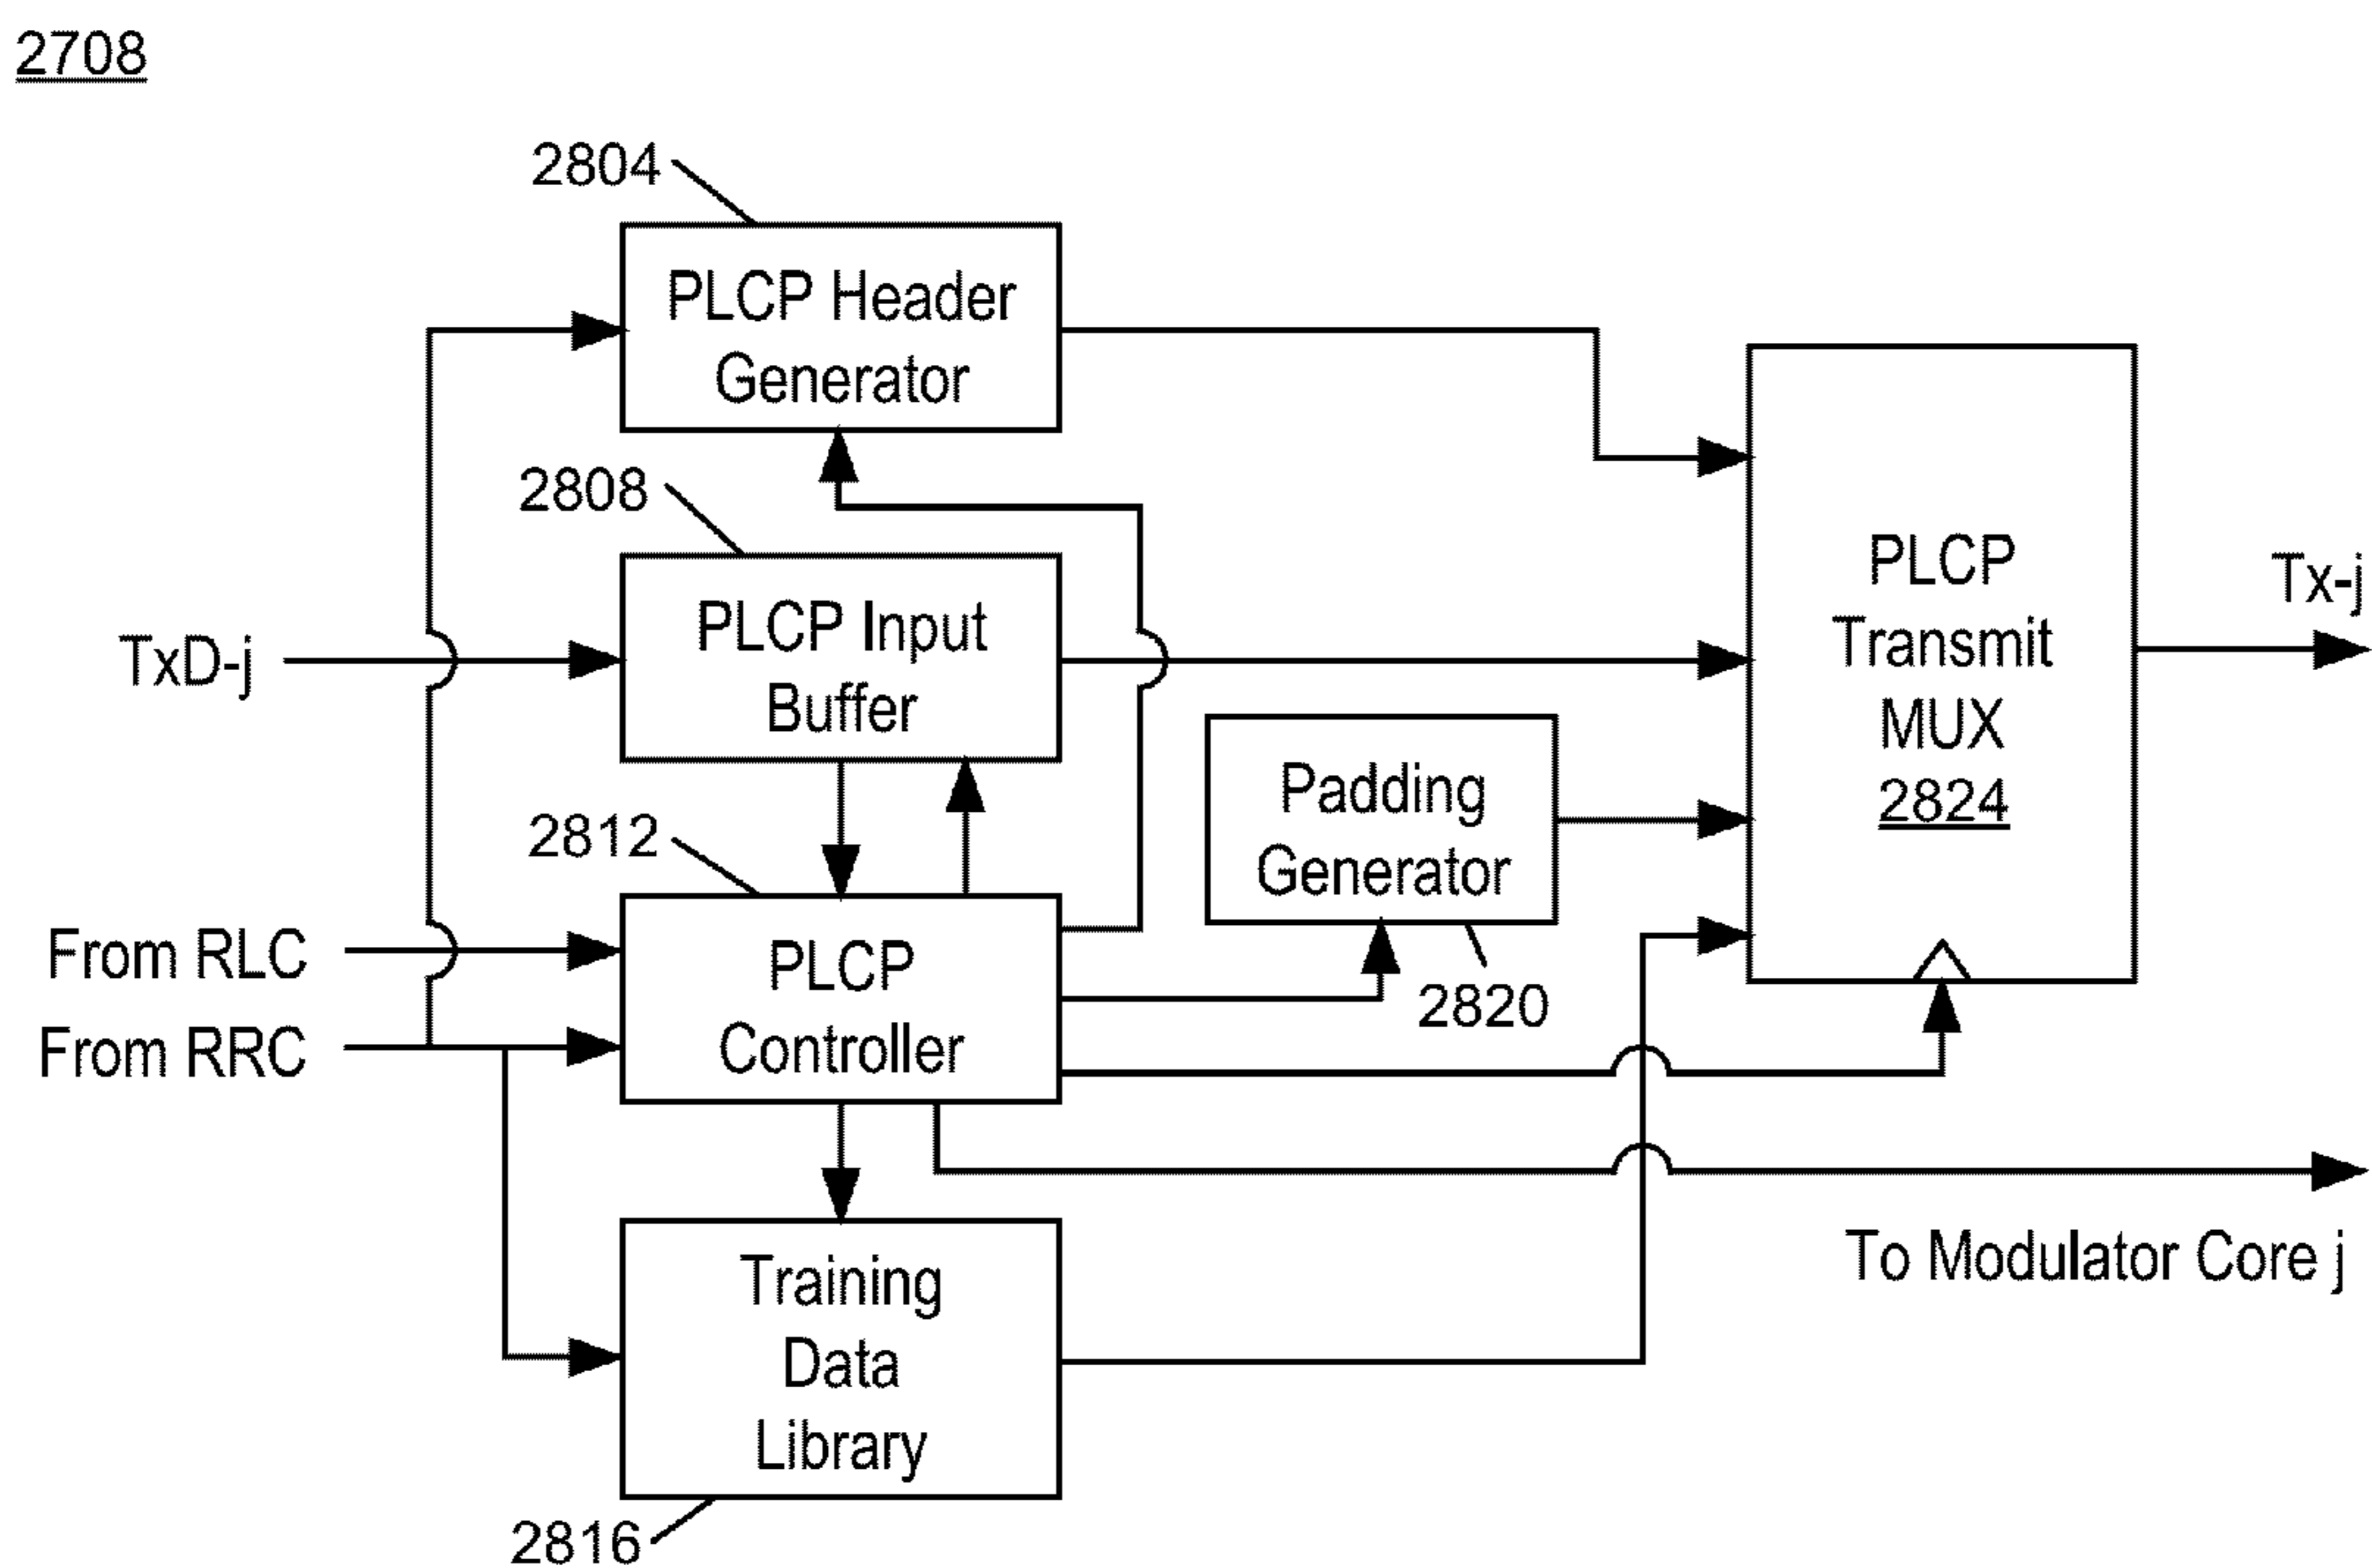 2708
2804
PLCP Header
Generator
2808
TxD-j
PLCP Input
Buffer
PLCP
Transmit
MUX
2824
Tx-j
Padding
Generator
2820
2812
From RLC
From RRC
PLCP
Controller
To Modulator Core j
Training
Data
Library
2816